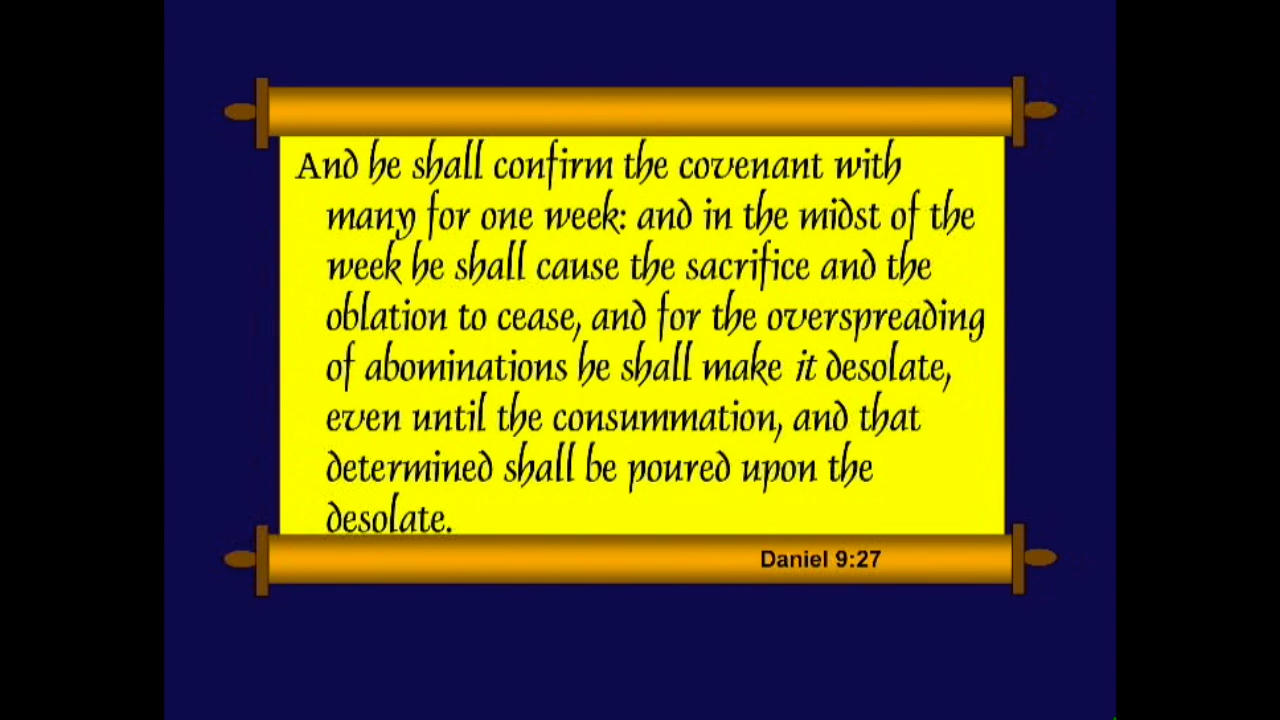 And he shall confirm the covenant with
many for one week: and in the midst of the
week he shall cause the sacrifice and the
oblation to cease, and for the overspreading
of abominations he shall make it desolate,
even until the consummation, and that
determined shall be poured upon the
desolate.
Daniel 9:27